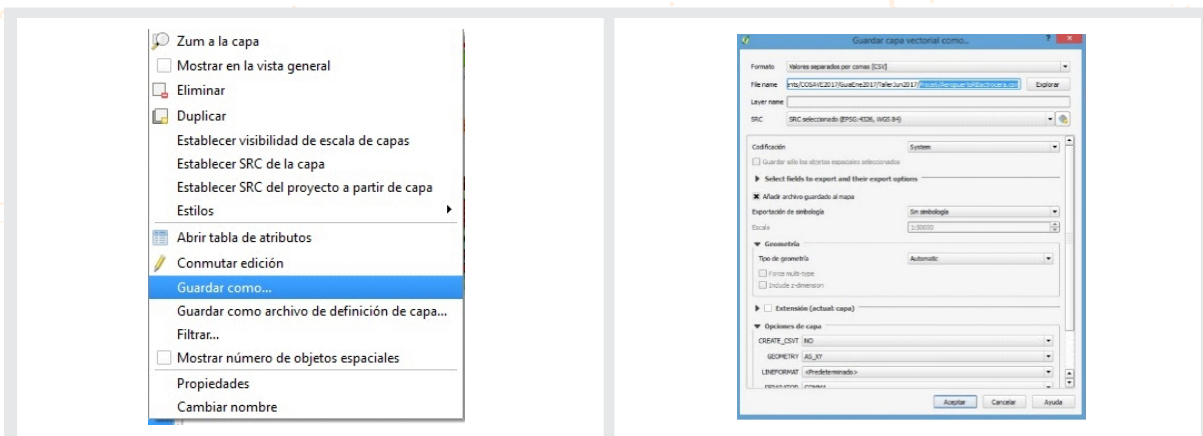 Zum a la capa
Mostrar en la vista general
Eliminar
Duplicar
Establecer visibilidad de escala de capas
Establecer SRC de la capa
Establecer SRC del proyecto a partir de capa
Estilos
Abrir tabla de atributos
Conmutar edición
Guardar como...
Guardar como archivo de definición de capa...
Filtrar...
Mostrar número de objetos espaciales
Propiedades
Cambiar nombre
Guardar capa vectorial como...
Formato Valores separados por comas [CSV]
File name Explorar
Layer name
SRC SRC seleccionado (EPSG:4326, WGS 84)
Codificación System
Guardar sólo los objetos espaciales seleccionados
Select fields to export and their export options
Añadir archivo guardado al mapa
Exportación de simbología Sin simbología
Escala 1:50000
Geometría
Tipo de geometría Automatic
Force multi-type
Include z-dimension
Extensión (actual: capa)
Opciones de capa
CREATE_CSVT NO
GEOMETRY AS_XY
LINEFORMAT <Predeterminado>
SEPARATOR COMMA
Aceptar Cancelar Ayuda